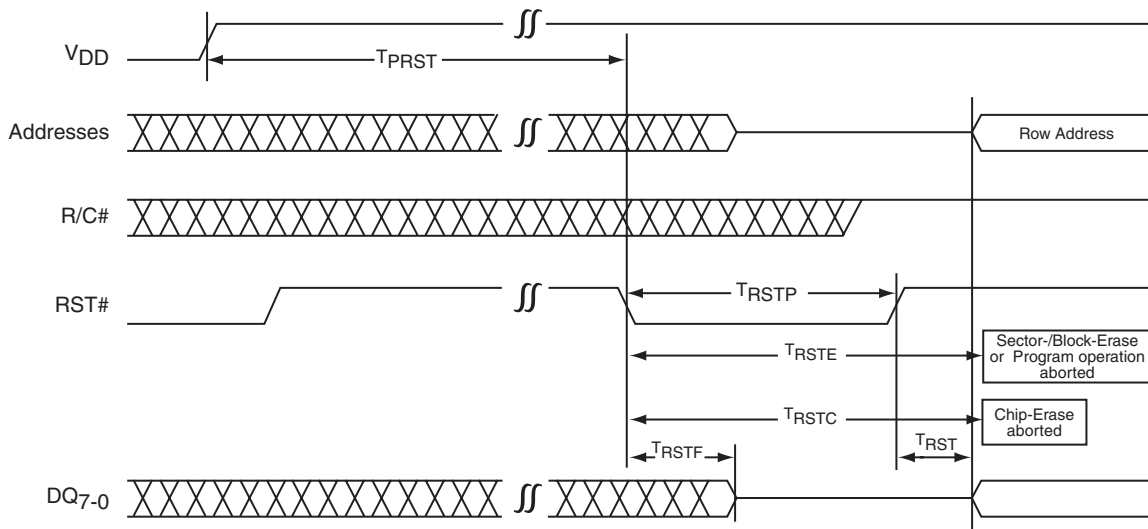 VDD
TPRST
Addresses
Row Address
R/C#
RST#
TRSTP
TRSTE
Sector-/Block-Erase
or Program operation
aborted
TRSTC
Chip-Erase
aborted
TRSTF
TRST
DQ7-0